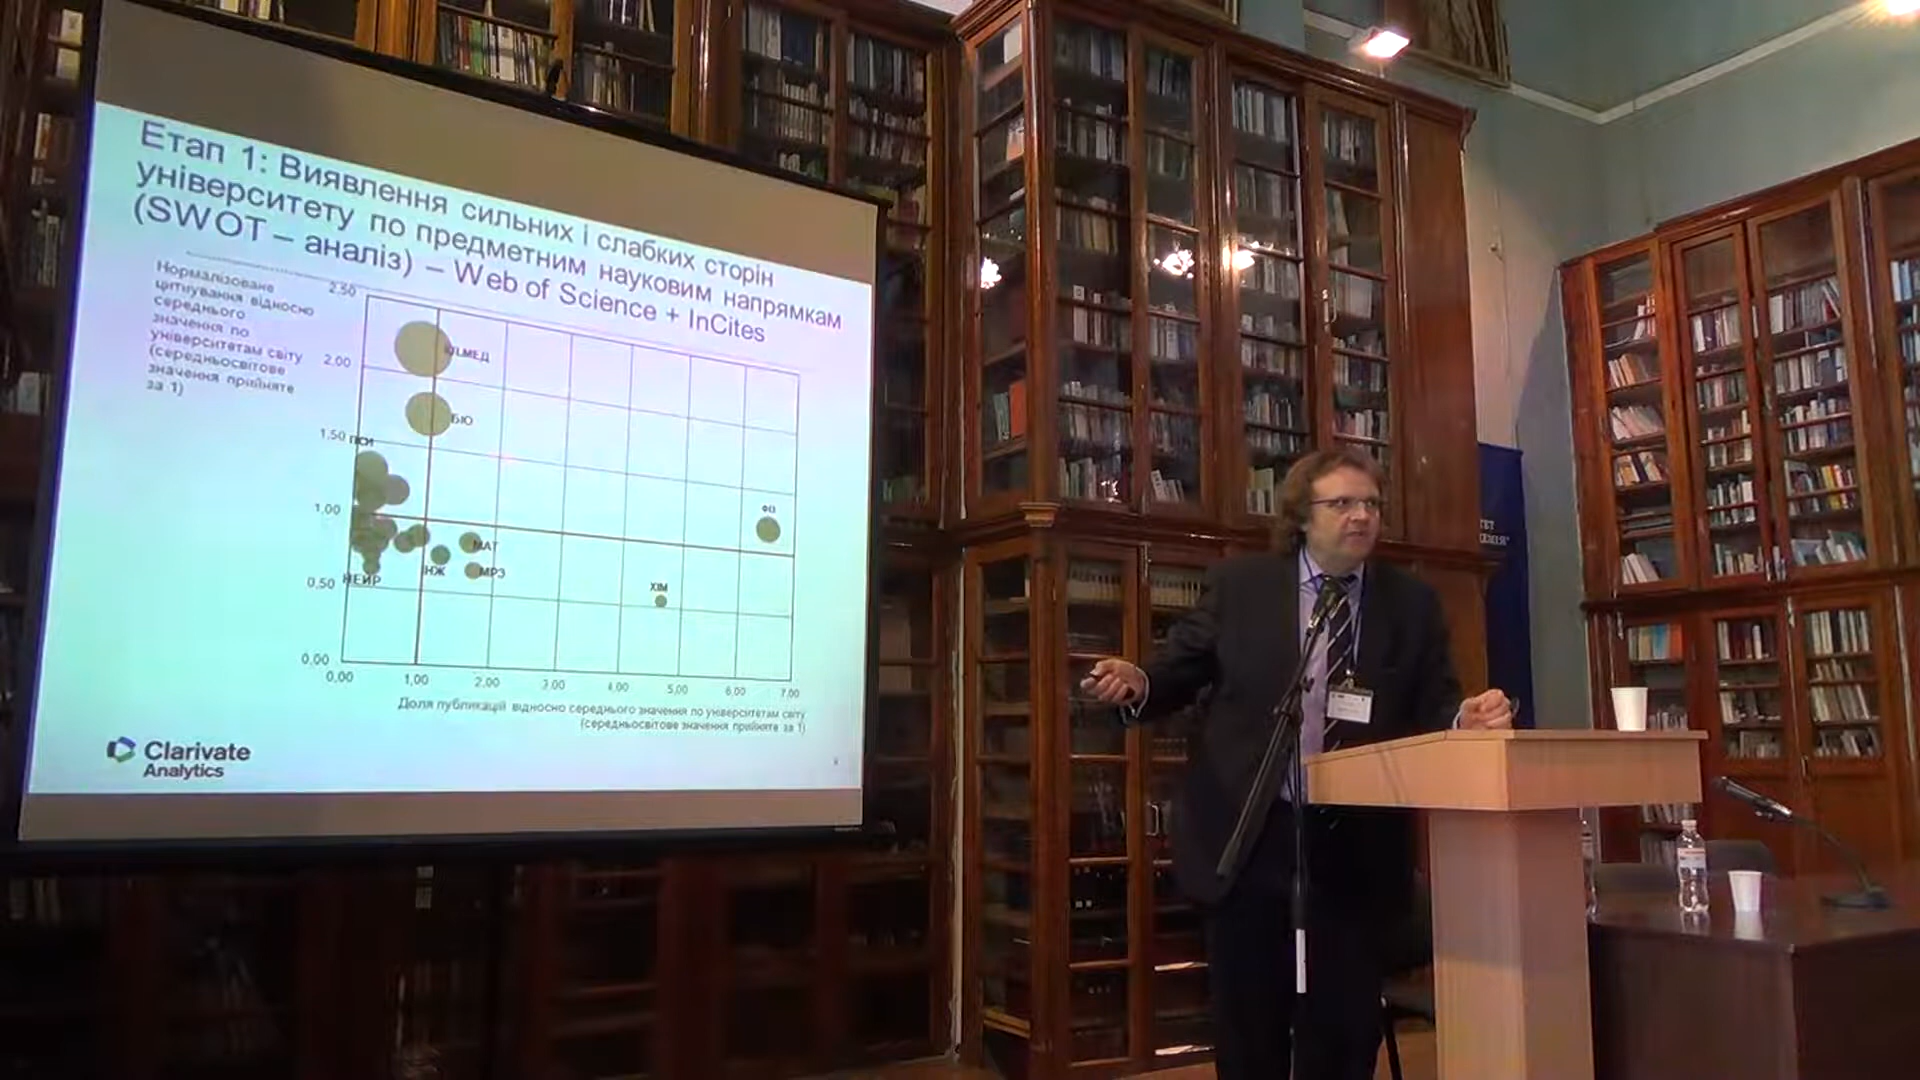 Етап 1: Виявлення сильних і слабких сторін
університету по предметним науковим напрямкам
(SWOT – аналіз) – Web of Science + InCites
Нормалізоване
цитування відносно
середнього
значення по
університетам світу
(середньосвітове
значення прийняте
за 1)
2.50
2.00
1.50
1.00
0.50
0.00
БІО
ПСИ
ФІЗ
МАТ
НЖ
МРЗ
НЕЙР
ХІМ
0,00
1,00
2,00
3,00
4,00
5,00
6,00
7,00
Доля публікацій відносно середнього значення по університетам світу
(середньосвітове значення прийняте за 1)
Clarivate
Analytics